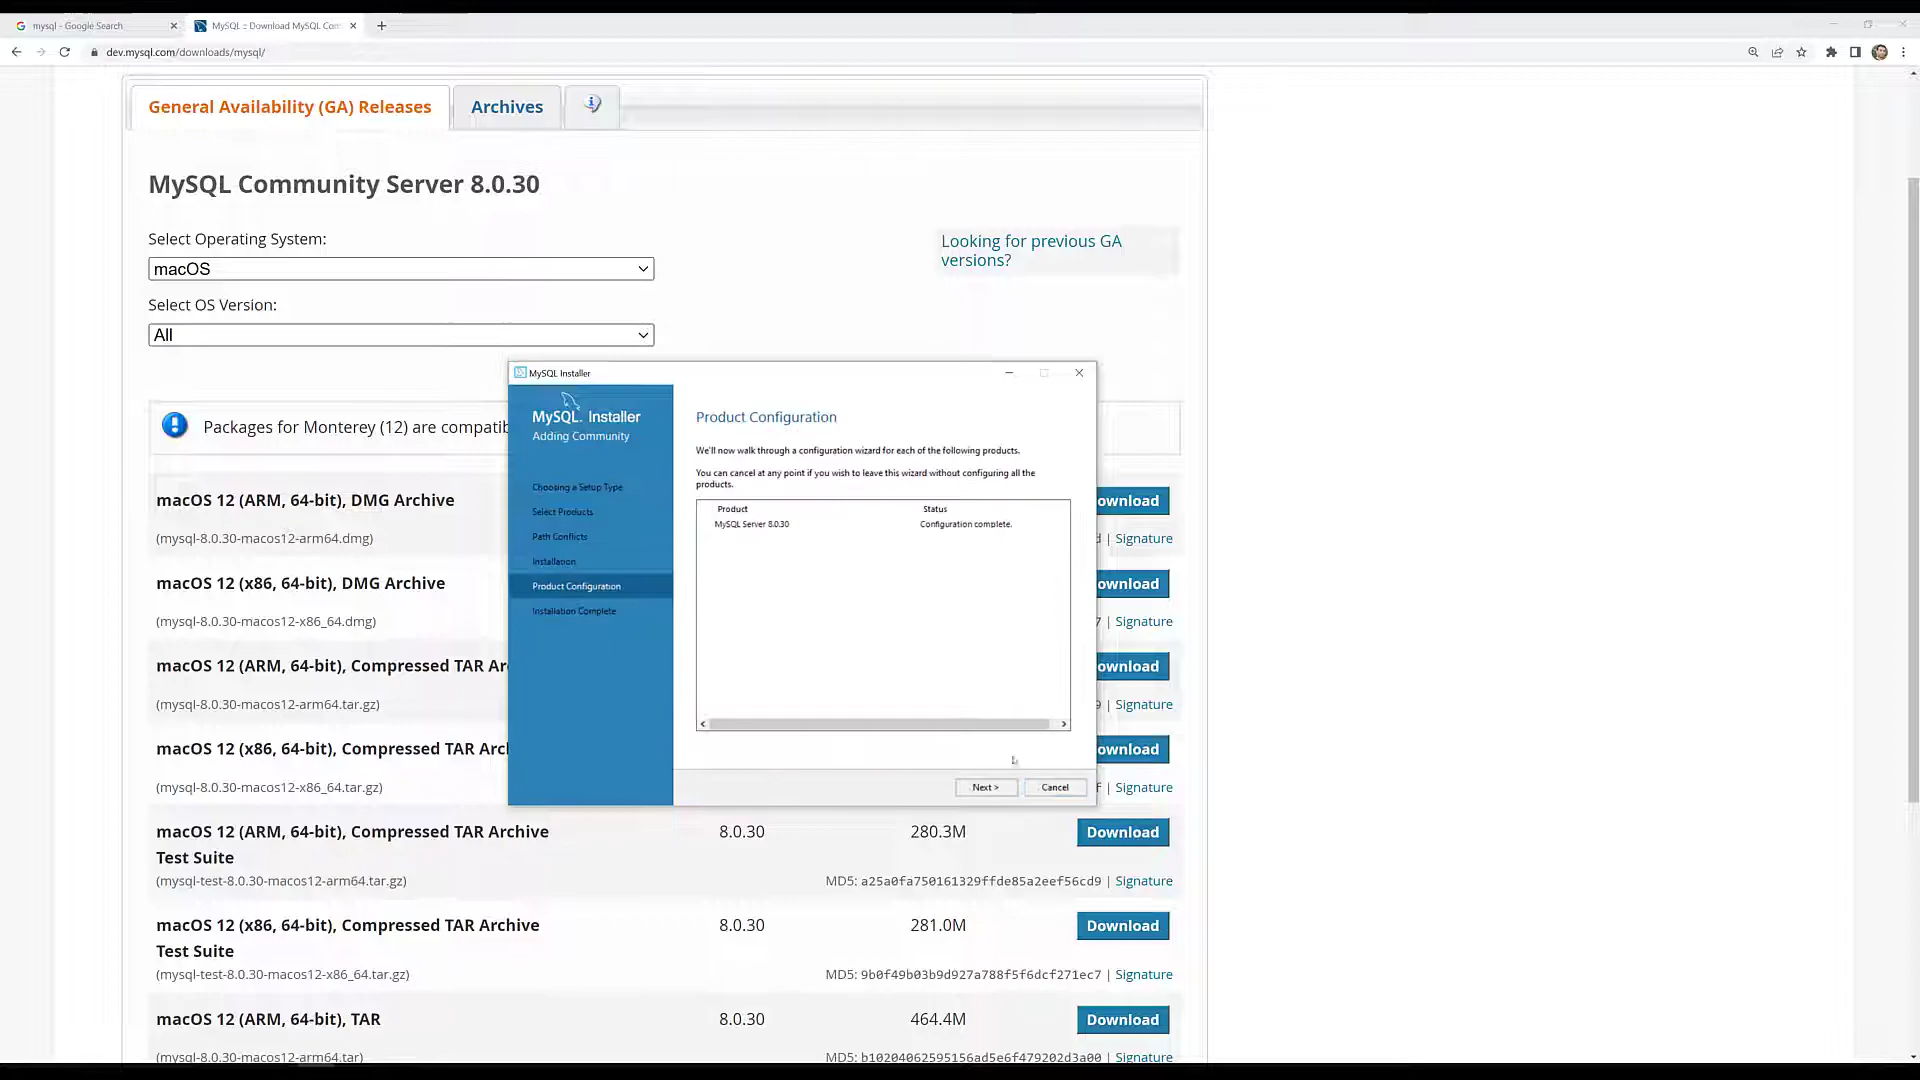 mysql - Google Search
MySQL :: Download MySQL Com
dev.mysql.com/downloads/mysql/
General Availability (GA) Releases
Archives
MySQL Community Server 8.0.30
Select Operating System:
macOS
Looking for previous GA
versions?
Select OS Version:
All
Packages for Monterey (12) are compatib
macOS 12 (ARM, 64-bit), DMG Archive
ownload
(mysql-8.0.30-macos12-arm64.dmg)
d | Signature
macOS 12 (x86, 64-bit), DMG Archive
ownload
(mysql-8.0.30-macos12-x86_64.dmg)
7 | Signature
macOS 12 (ARM, 64-bit), Compressed TAR Ar
ownload
(mysql-8.0.30-macos12-arm64.tar.gz)
9 | Signature
macOS 12 (x86, 64-bit), Compressed TAR Arc
ownload
(mysql-8.0.30-macos12-x86_64.tar.gz)
f | Signature
macOS 12 (ARM, 64-bit), Compressed TAR Archive
Test Suite
8.0.30
280.3M
Download
(mysql-test-8.0.30-macos12-arm64.tar.gz)
MD5: a25a0fa750161329ffde85a2eef56cd9 | Signature
macOS 12 (x86, 64-bit), Compressed TAR Archive
Test Suite
8.0.30
281.0M
Download
(mysql-test-8.0.30-macos12-x86_64.tar.gz)
MD5: 9b0f49b03b9d927a788f5f6dcf271ec7 | Signature
macOS 12 (ARM, 64-bit), TAR
8.0.30
464.4M
Download
(mysql-8.0.30-macos12-arm64.tar)
MD5: b10204062595156ad5e6f479202d3a00 | Signature
MySQL Installer
MySQL. Installer
Adding Community
Choosing a Setup Type
Select Products
Path Conflicts
Installation
Product Configuration
Installation Complete
Product Configuration
We'll now walk through a configuration wizard for each of the following products.
You can cancel at any point if you wish to leave this wizard without configuring all the
products.
Product
Status
MySQL Server 8.0.30
Configuration complete.
Next >
Cancel